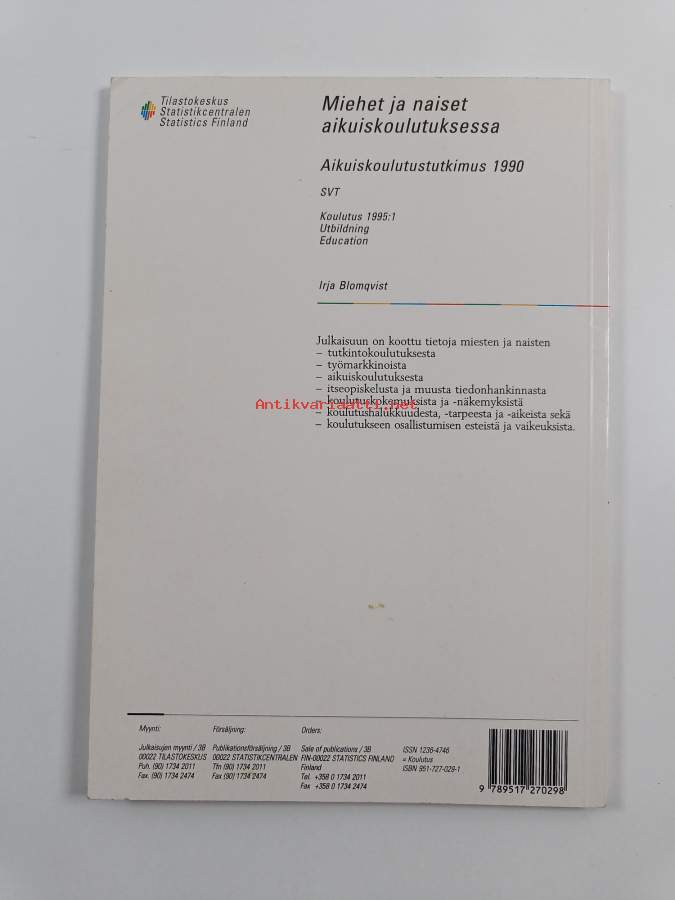 Tilastokeskus
Statistikcentralen
Statistics Finland
Miehet ja naiset
aikuiskoulutuksessa
Aikuiskoulutustutkimus 1990
SVT
Koulutus 1995:1
Utbildning
Education
Irja Blomqvist
Julkaisuun on koottu tietoja miesten ja naisten
– tutkintokoulutuksesta
– työmarkkinoista
– aikuiskoulutuksesta
– itseopiskelusta ja muusta tiedonhankinnasta
– koulutuskokemuksista ja -näkemyksistä
– koulutushalukkuudesta, -tarpeesta ja -aikeista sekä
– koulutukseen osallistumisen esteistä ja vaikeuksista.
Antikvariaatti.net
Myynti:
Julkaisujen myynti / 3B
00022 TILASTOKESKUS
Puh. (90) 1734 2011
Fax. (90) 1734 2474
Försäljning:
Publikationsförsäljning / 3B
00022 STATISTIKCENTRALEN
Tfn (90) 1734 2011
Fax (90) 1734 2474
Orders:
Sale of publications / 3B
FIN-00022 STATISTICS FINLAND
Finland
Tel. +358 0 1734 2011
Fax +358 0 1734 2474
ISSN 1236-4746
= Koulutus
ISBN 951-727-029-1
9 789517 270298